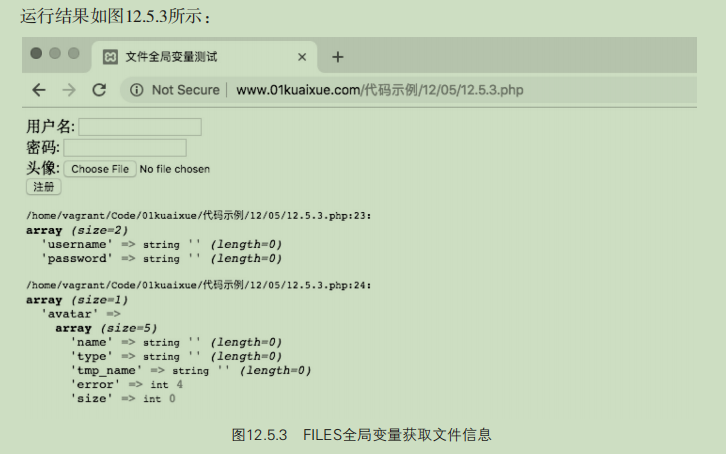 运行结果如图12.5.3所示：
文件全局变量测试
Not Secure | www.01kuaixue.com/代码示例/12/05/12.5.3.php
用户名:
密码:
头像: Choose File No file chosen
注册
/home/vagrant/Code/01kuaixue/代码示例/12/05/12.5.3.php:23:
array (size=2)
'username' => string '' (length=0)
'password' => string '' (length=0)
/home/vagrant/Code/01kuaixue/代码示例/12/05/12.5.3.php:24:
array (size=1)
'avatar' =>
array (size=5)
'name' => string '' (length=0)
'type' => string '' (length=0)
'tmp_name' => string '' (length=0)
'error' => int 4
'size' => int 0
图12.5.3 FILES全局变量获取文件信息